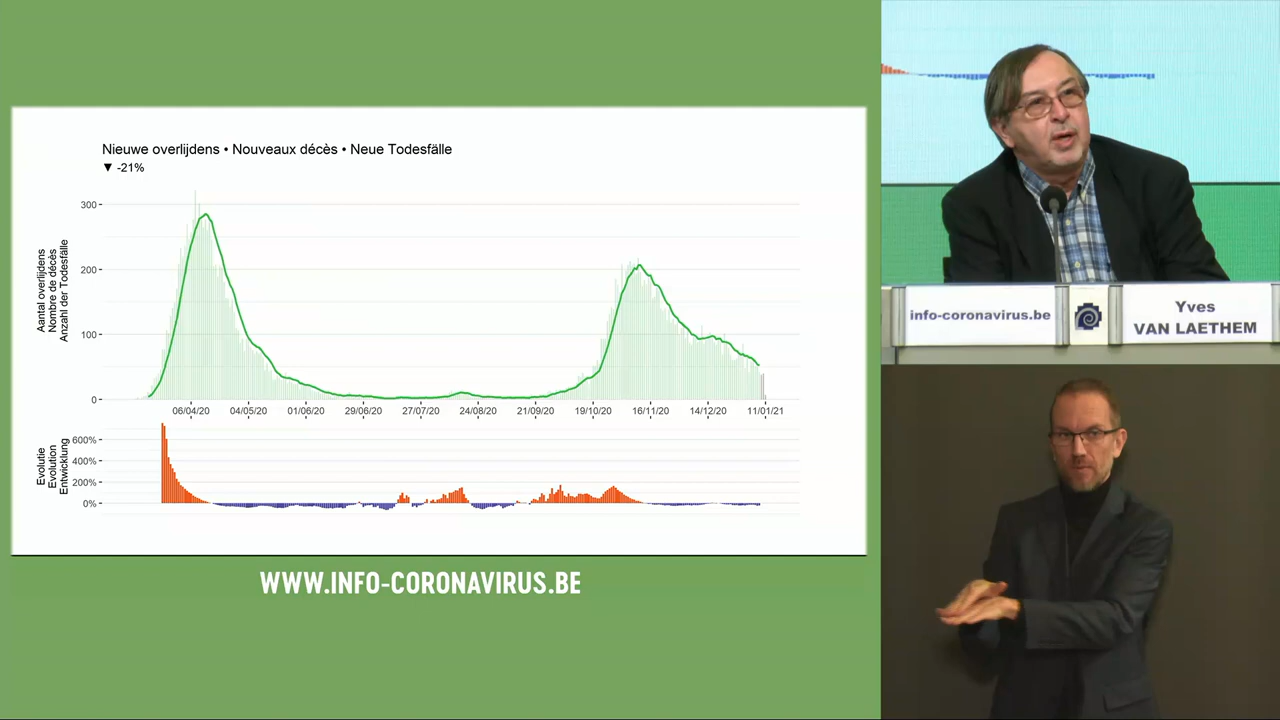 Nieuwe overlijdens • Nouveaux décès • Neue Todesfälle
▼ -21%
Aantal overlijdens
Nombre de décès
Anzahl der Todesfälle
300
200
100
0
06/04/20 04/05/20 01/06/20 29/06/20 27/07/20 24/08/20 21/09/20 19/10/20 16/11/20 14/12/20 11/01/21
Evolutie
Evolution
Entwicklung
600%
400%
200%
0%
WWW.INFO-CORONAVIRUS.BE
info-coronavirus.be
Yves
VAN LAETHEM